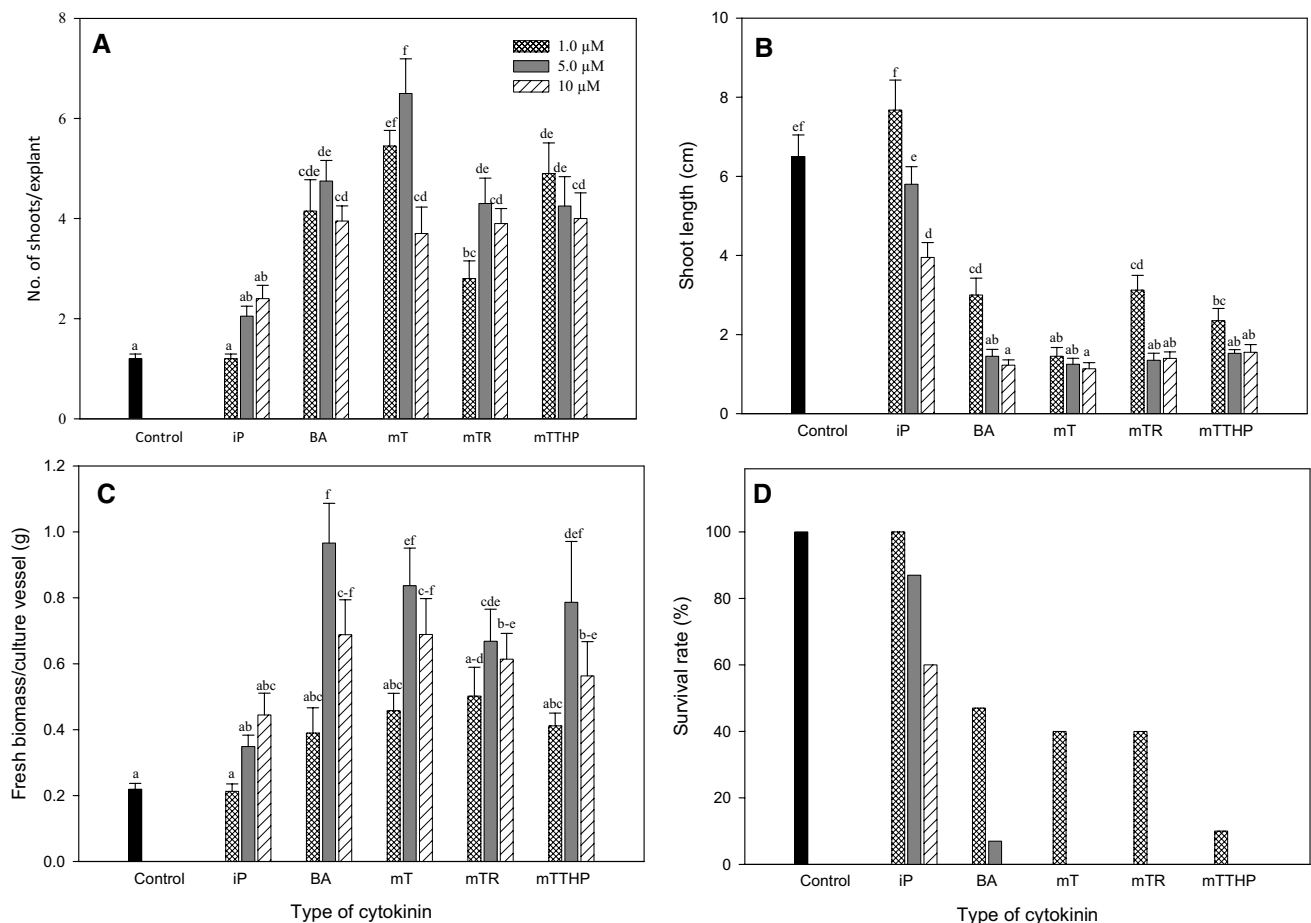 A
8
6
4
2
0
No. of shoots/explant
1.0 µM
5.0 µM
10 µM
a
a
ab
ab
cde
de
cd
ef
f
cd
bc
de
cd
de
de
cd
Control iP BA mT mTR mTTHP
B
10
8
6
4
2
0
Shoot length (cm)
ef
f
e
d
cd
ab
a
ab
ab
a
cd
ab
ab
bc
ab
ab
Control iP BA mT mTR mTTHP
C
1.2
1.0
0.8
0.6
0.4
0.2
0.0
Fresh biomass/culture vessel (g)
a
a
ab
abc
abc
f
c-f
abc
ef
c-f
a-d
cde
b-e
abc
def
b-e
Control iP BA mT mTR mTTHP
Type of cytokinin
D
100
80
60
40
20
0
Survival rate (%)
Control iP BA mT mTR mTTHP
Type of cytokinin